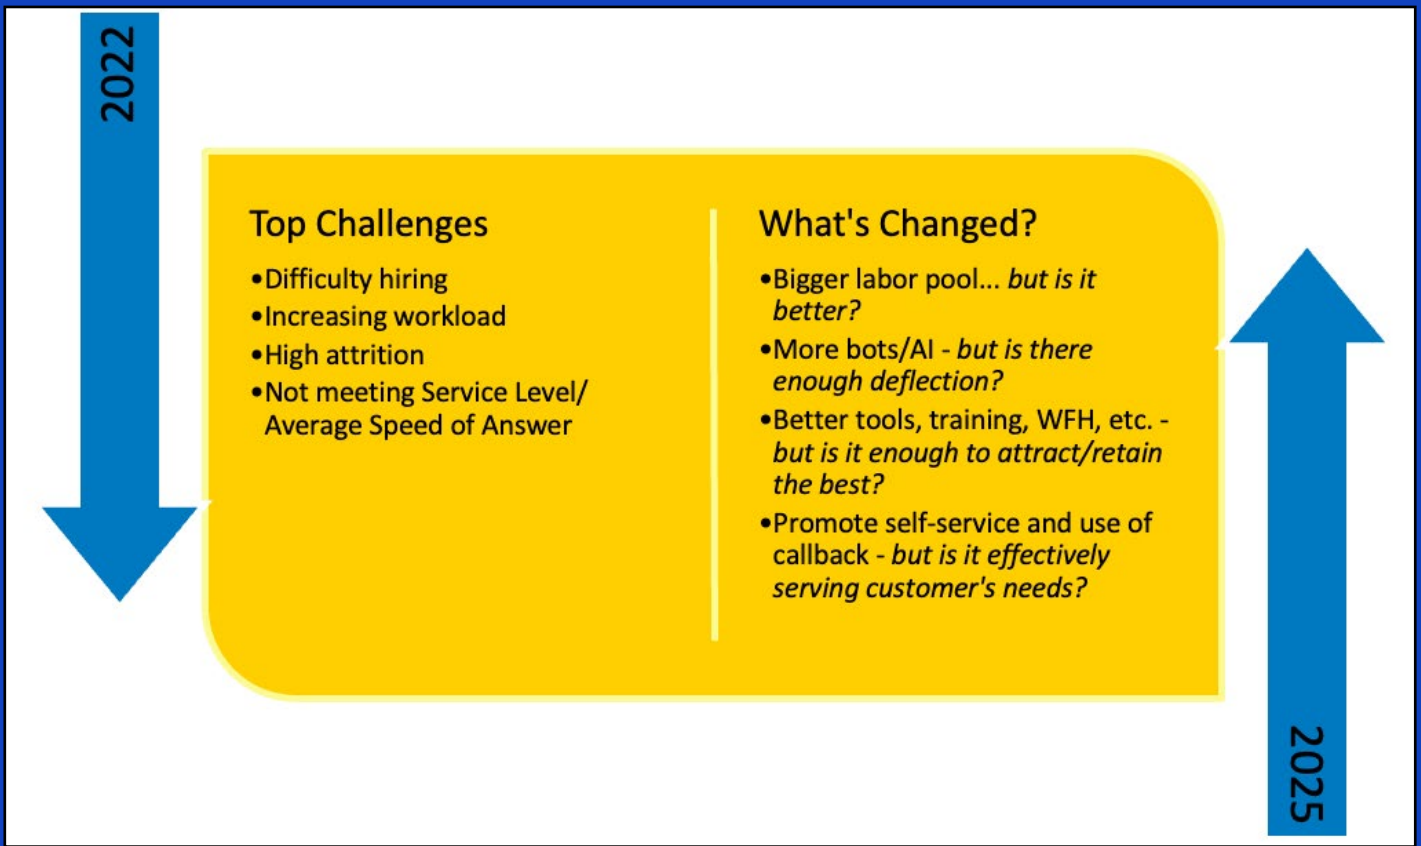 2022
Top Challenges
•Difficulty hiring
•Increasing workload
•High attrition
•Not meeting Service Level/
Average Speed of Answer
What's Changed?
•Bigger labor pool... but is it
better?
•More bots/AI - but is there
enough deflection?
•Better tools, training, WFH, etc. -
but is it enough to attract/retain
the best?
•Promote self-service and use of
callback - but is it effectively
serving customer's needs?
2025